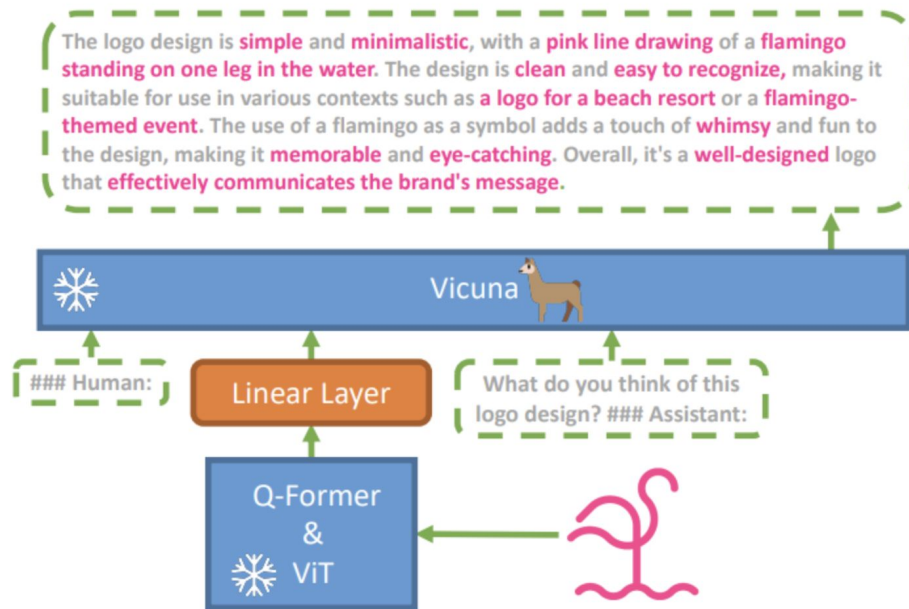 The logo design is simple and minimalistic, with a pink line drawing of a flamingo
standing on one leg in the water. The design is clean and easy to recognize, making it
suitable for use in various contexts such as a logo for a beach resort or a flamingo-
themed event. The use of a flamingo as a symbol adds a touch of whimsy and fun to
the design, making it memorable and eye-catching. Overall, it's a well-designed logo
that effectively communicates the brand's message.
Vicuna
### Human:
Linear Layer
What do you think of this
logo design? ### Assistant:
Q-Former
&
ViT